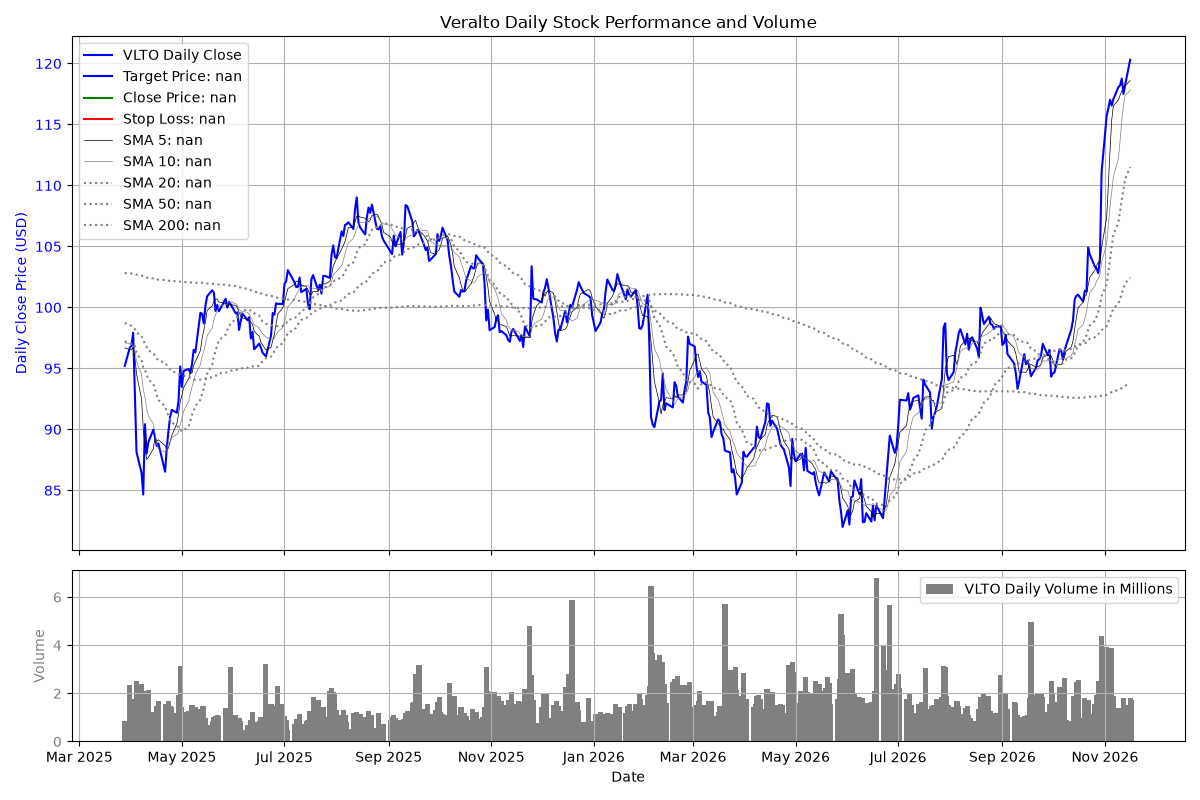 Veralto Daily Stock Performance and Volume
VLTO Daily Close
Target Price: nan
Close Price: nan
Stop Loss: nan
SMA 5: nan
SMA 10: nan
SMA 20: nan
SMA 50: nan
SMA 200: nan
Daily Close Price (USD)
120
115
110
105
100
95
90
85
VLTO Daily Volume in Millions
Volume
6
4
2
0
Mar 2025 May 2025 Jul 2025 Sep 2025 Nov 2025 Jan 2026 Mar 2026 May 2026 Jul 2026 Sep 2026 Nov 2026
Date